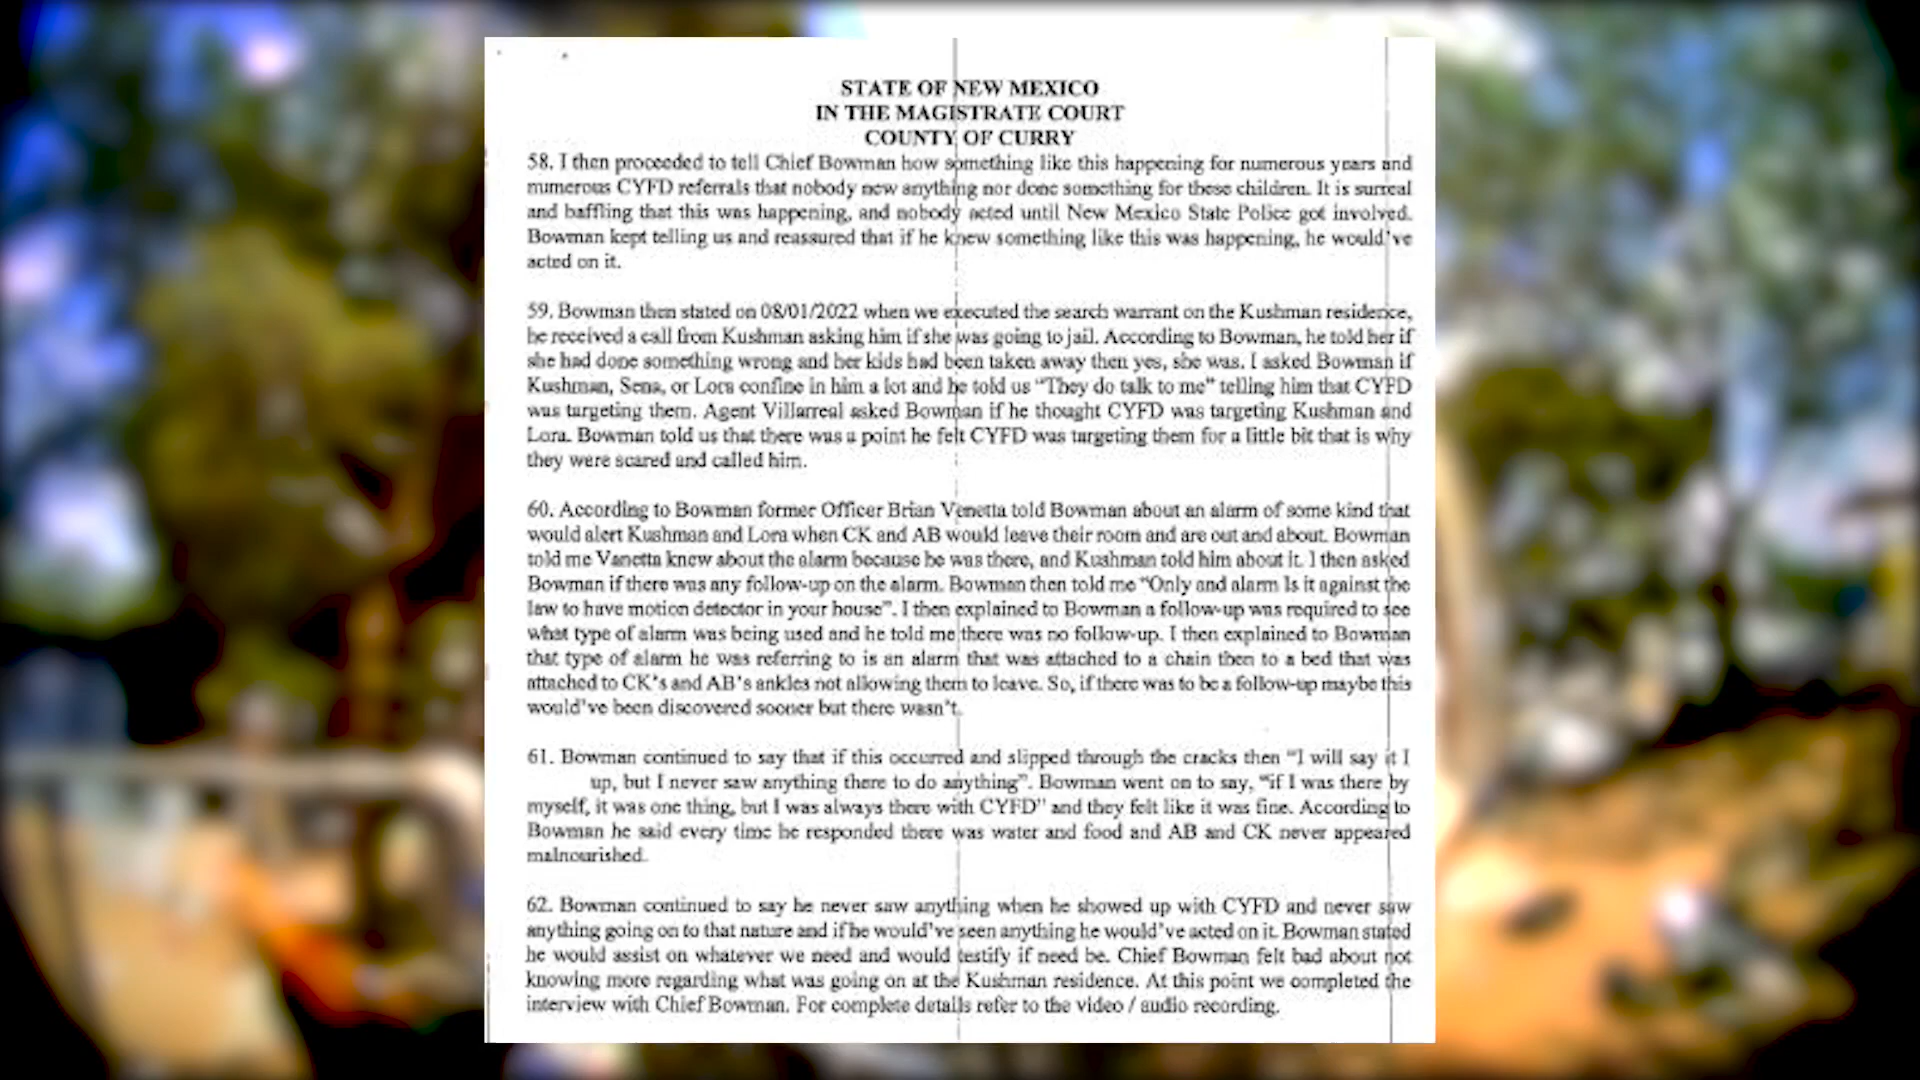 STATE OF NEW MEXICO
IN THE MAGISTRATE COURT
COUNTY OF CURRY
58. I then proceeded to tell Chief Bowman how something like this happening for numerous years and
numerous CYFD referrals that nobody new anything nor done something for these children. It is surreal
and baffling that this was happening, and nobody acted until New Mexico State Police got involved.
Bowman kept telling us and reassured that if he knew something like this was happening, he would've
acted on it.
59. Bowman then stated on 08/01/2022 when we executed the search warrant on the Kushman residence,
he received a call from Kushman asking him if she was going to jail. According to Bowman, he told her if
she had done something wrong and her kids had been taken away then yes, she was. I asked Bowman if
Kushman, Sena, or Lora confine in him a lot and he told us "They do talk to me" telling him that CYFD
was targeting them. Agent Villarreal asked Bowman if he thought CYFD was targeting Kushman and
Lora. Bowman told us that there was a point he felt CYFD was targeting them for a little bit that is why
they were scared and called him.
60. According to Bowman former Officer Brian Venetta told Bowman about an alarm of some kind that
would alert Kushman and Lora when CK and AB would leave their room and are out and about. Bowman
told me Vanetta knew about the alarm because he was there, and Kushman told him about it. I then asked
Bowman if there was any follow-up on the alarm. Bowman then told me "Only and alarm Is it against the
law to have motion detector in your house". I then explained to Bowman a follow-up was required to see
what type of alarm was being used and he told me there was no follow-up. I then explained to Bowman
that type of alarm he was referring to is an alarm that was attached to a chain then to a bed that was
attached to CK's and AB's ankles not allowing them to leave. So, if there was to be a follow-up maybe this
would've been discovered sooner but there wasn't.
61. Bowman continued to say that if this occurred and slipped through the cracks then "I will say it I
up, but I never saw anything there to do anything". Bowman went on to say, "if I was there by
myself, it was one thing, but I was always there with CYFD" and they felt like it was fine. According to
Bowman he said every time he responded there was water and food and AB and CK never appeared
malnourished.
62. Bowman continued to say he never saw anything when he showed up with CYFD and never saw
anything going on to that nature and if he would've seen anything he would've acted on it. Bowman stated
he would assist on whatever we need and would testify if need be. Chief Bowman felt bad about not
knowing more regarding what was going on at the Kushman residence. At this point we completed the
interview with Chief Bowman. For complete details refer to the video / audio recording.